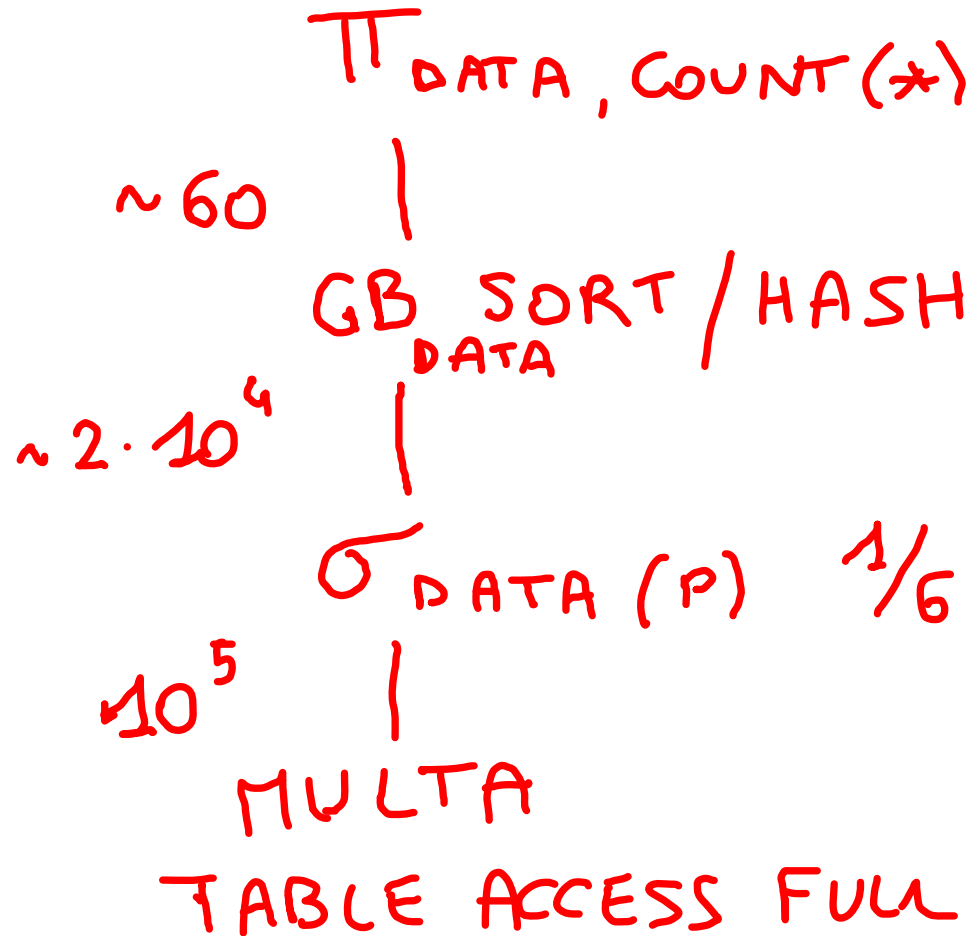 π DATA, COUNT(*)
~60
GB SORT / HASH
DATA
~2·10⁴
σ DATA (P) 1/6
10⁵
MULTA
TABLE ACCESS FULL